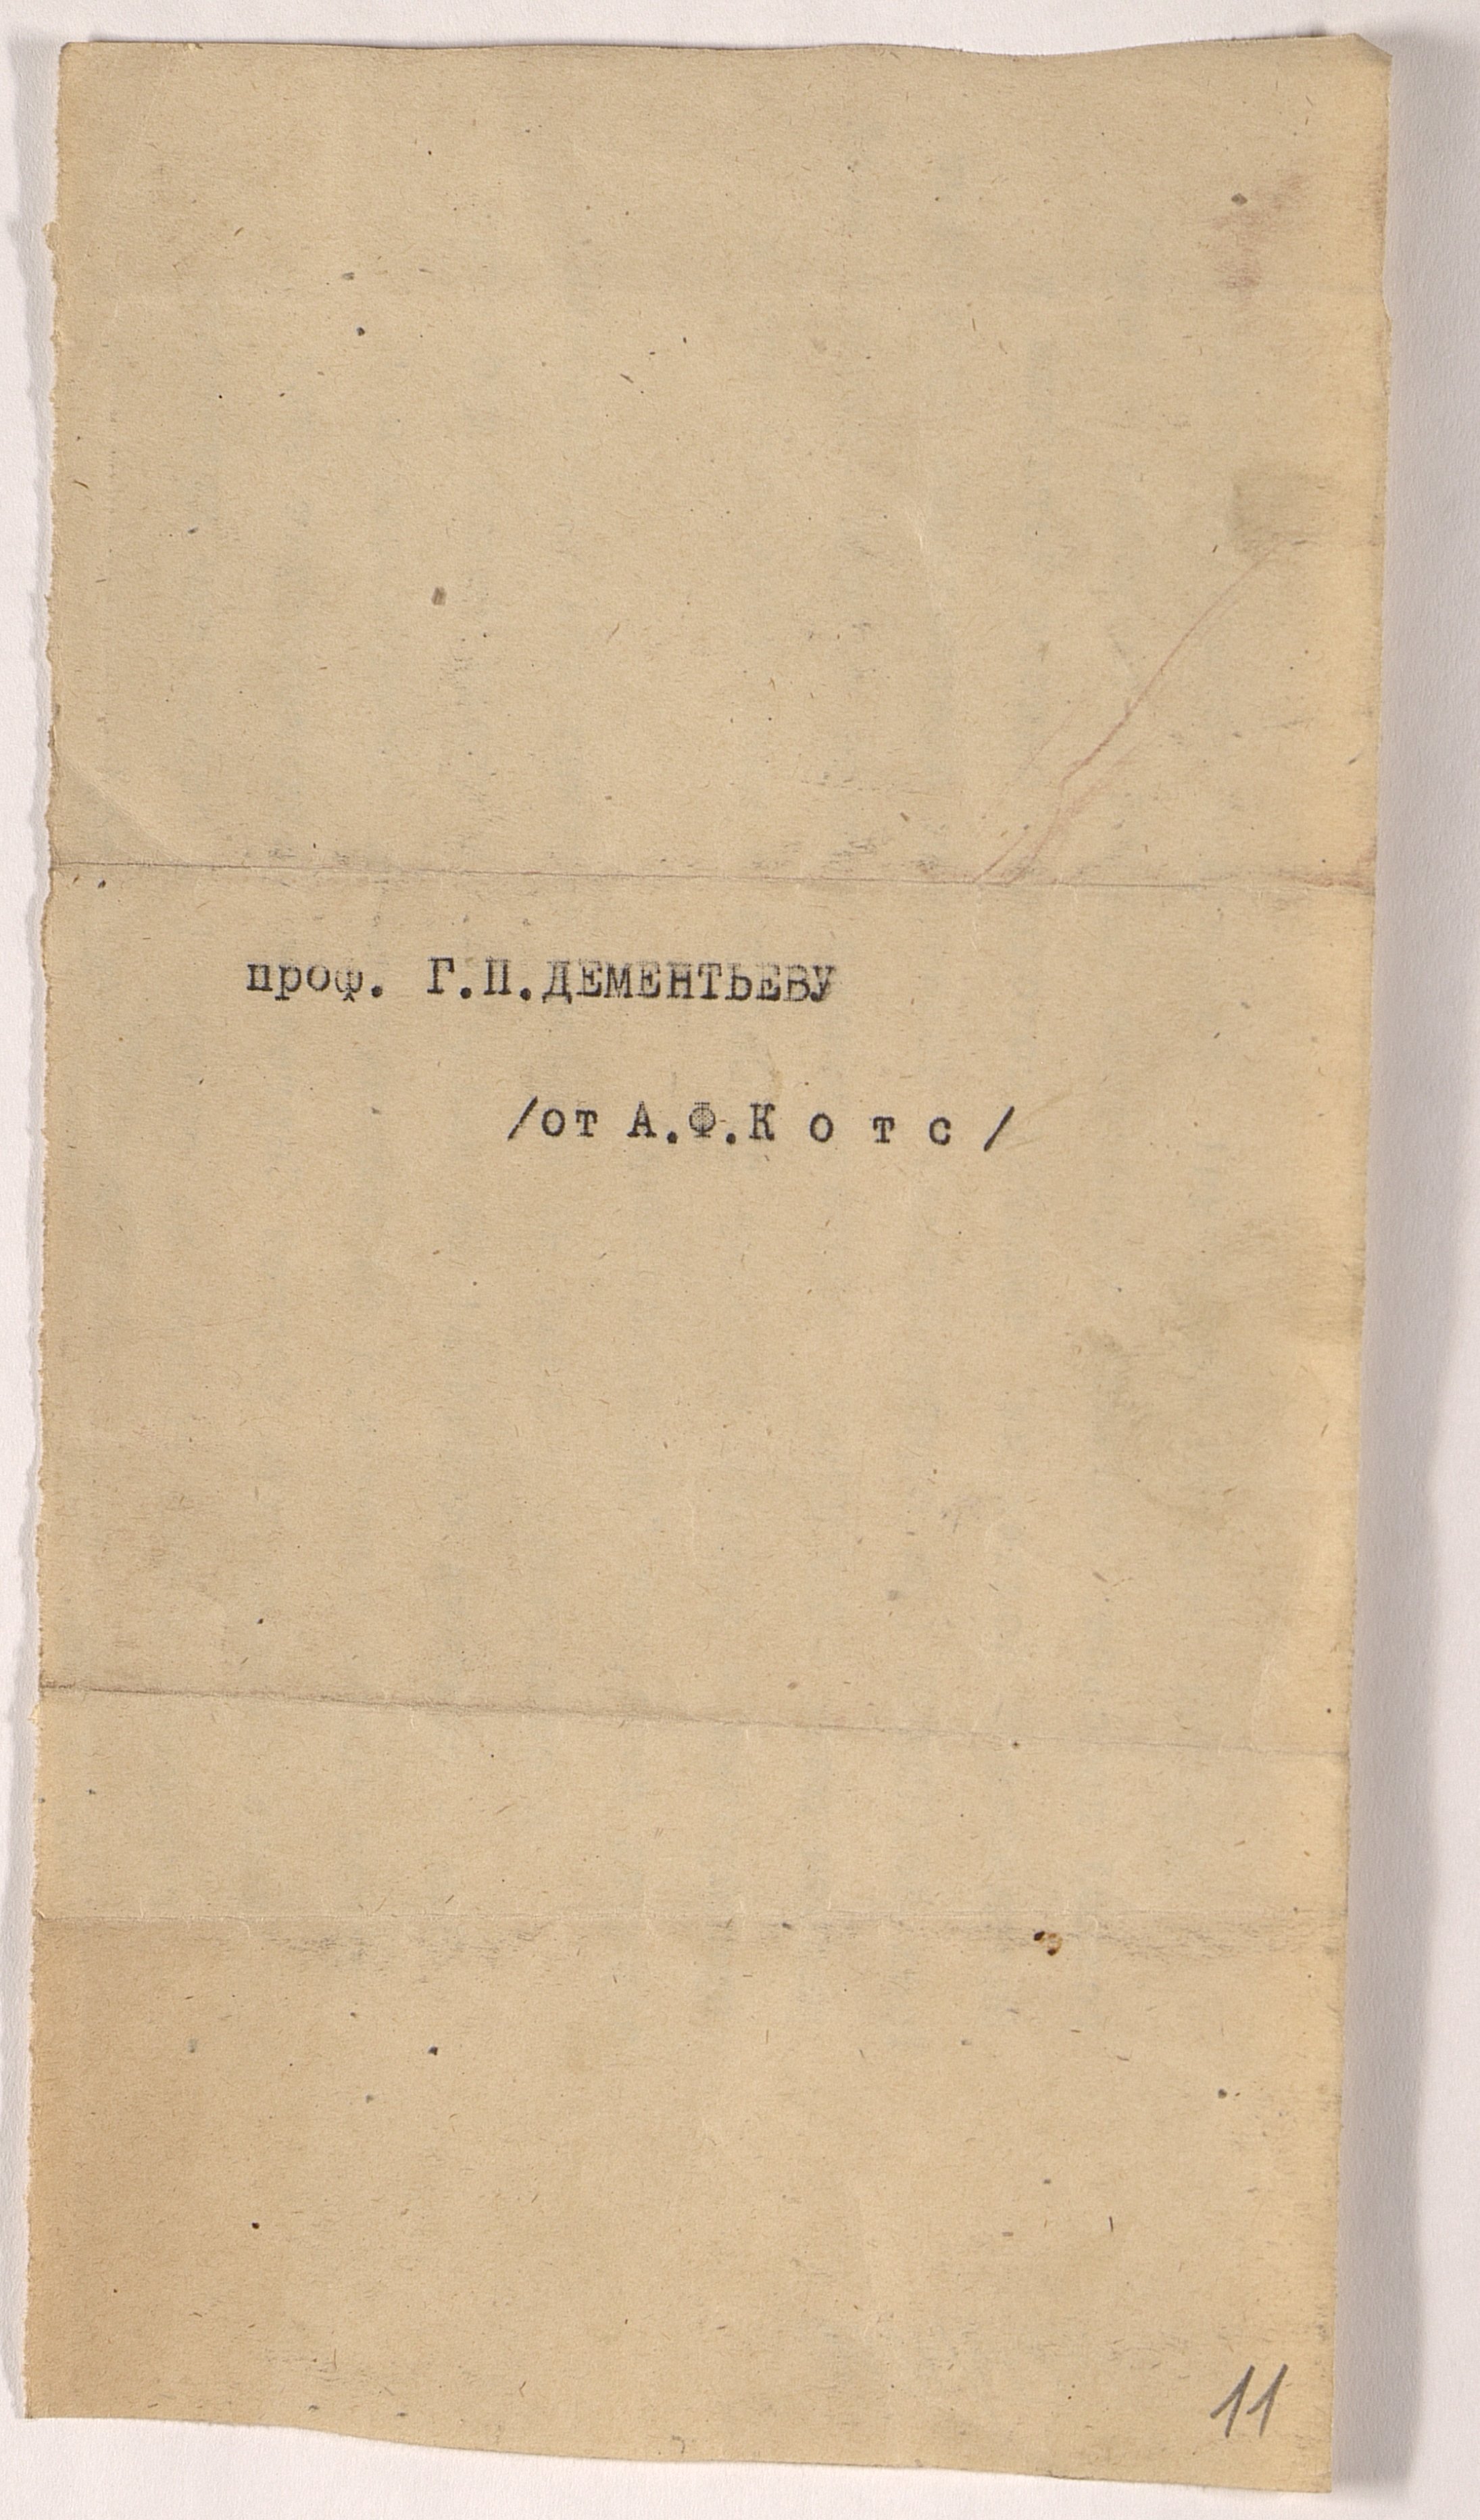 проф. Г.П.ДЕМЕНТЬЕВУ
/от А.Ф.К о т с /
11